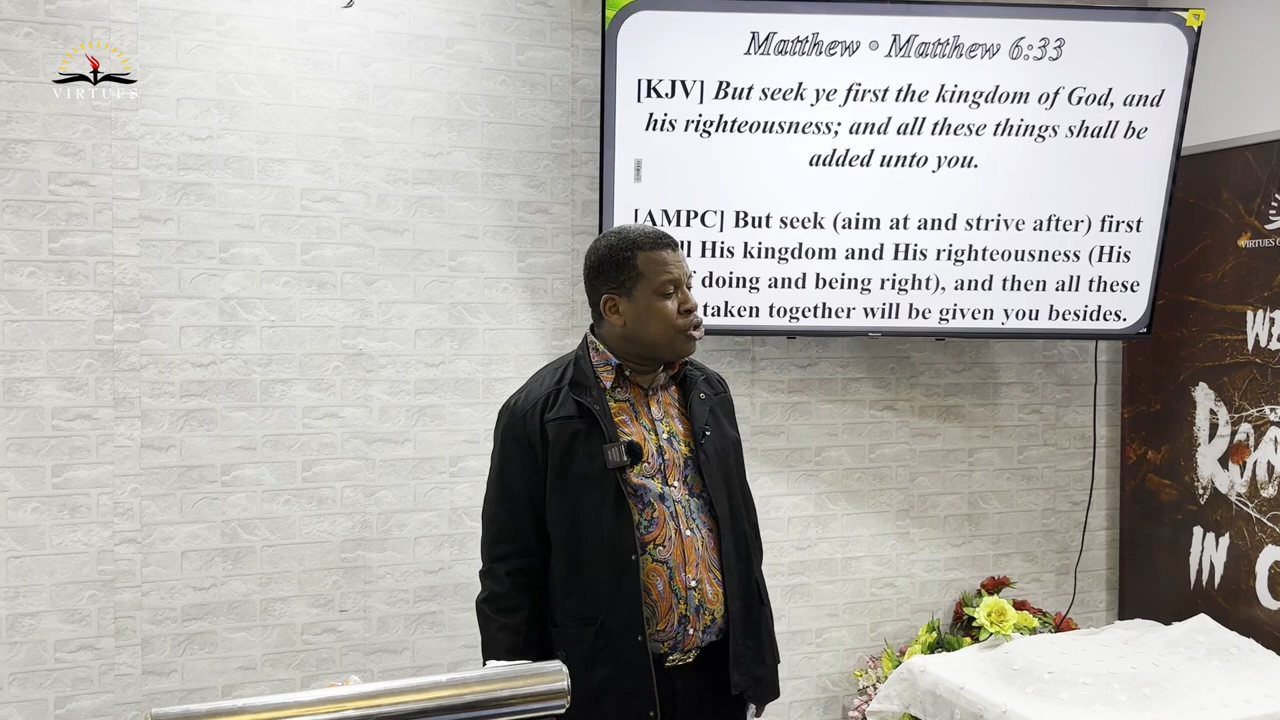 VIRTUES
Matthew • Matthew 6:33
[KJV] But seek ye first the kingdom of God, and
his righteousness; and all these things shall be
added unto you.
[AMPC] But seek (aim at and strive after) first
His kingdom and His righteousness (His
doing and being right), and then all these
taken together will be given you besides.
VIRTUES
IN